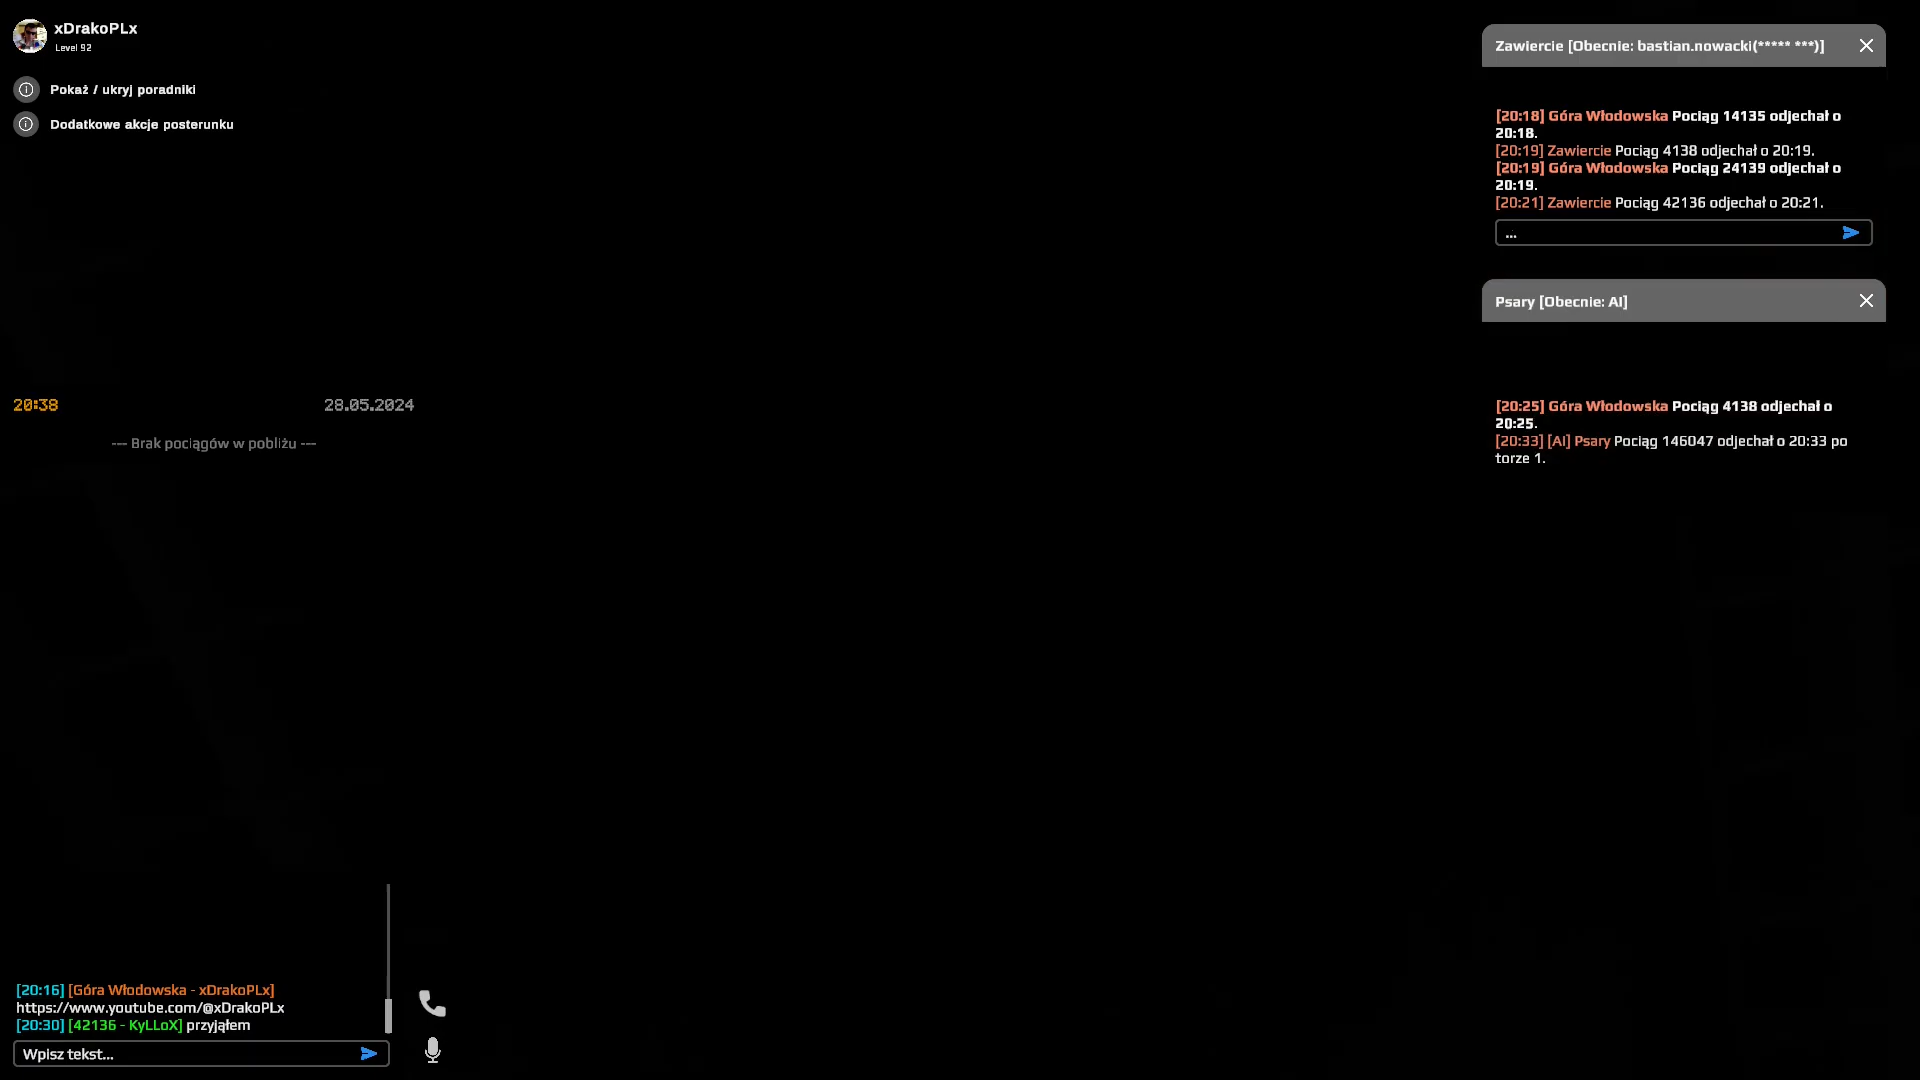 xDrakoPLx
Level 92
Pokaż / ukryj poradniki
Dodatkowe akcje posterunku
20:38 28.05.2024
--- Brak pociągów w pobliżu ---
[20:16] [Góra Włodowska - xDrakoPLx]
https://www.youtube.com/@xDrakoPLx
[20:30] [42136 - KyLLoX] przyjąłem
Wpisz tekst...
Zawiercie [Obecnie: bastian.nowacki(***** ***)]
[20:18] Góra Włodowska Pociąg 14135 odjechał o
20:18.
[20:19] Zawiercie Pociąg 4138 odjechał o 20:19.
[20:19] Góra Włodowska Pociąg 24139 odjechał o
20:19.
[20:21] Zawiercie Pociąg 42136 odjechał o 20:21.
...
Psary [Obecnie: AI]
[20:25] Góra Włodowska Pociąg 4138 odjechał o
20:25.
[20:33] [AI] Psary Pociąg 146047 odjechał o 20:33 po
torze 1.